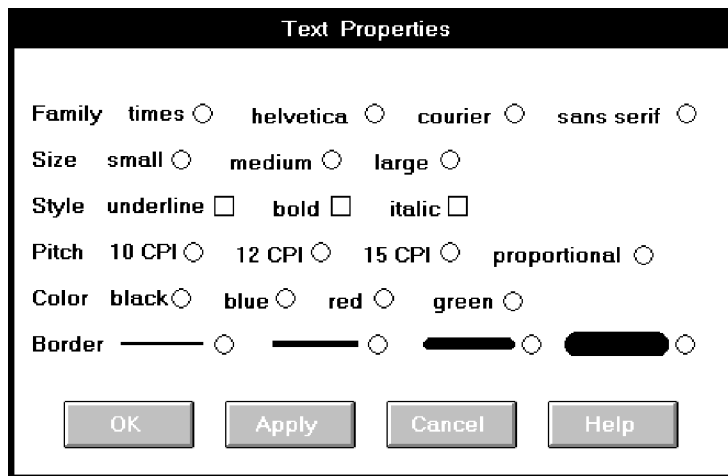 Text Properties
Family times helvetica courier sans serif
Size small medium large
Style underline bold italic
Pitch 10 CPI 12 CPI 15 CPI proportional
Color black blue red green
Border
OK Apply Cancel Help